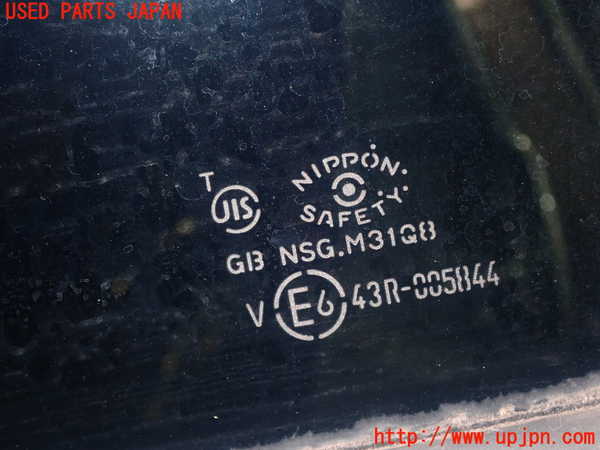 USED PARTS JAPAN
NIPPON.
SAFETY.
T
JIS
GB NSG.M31Q8
V E6 43R-005844
http://www.upjpn.com/